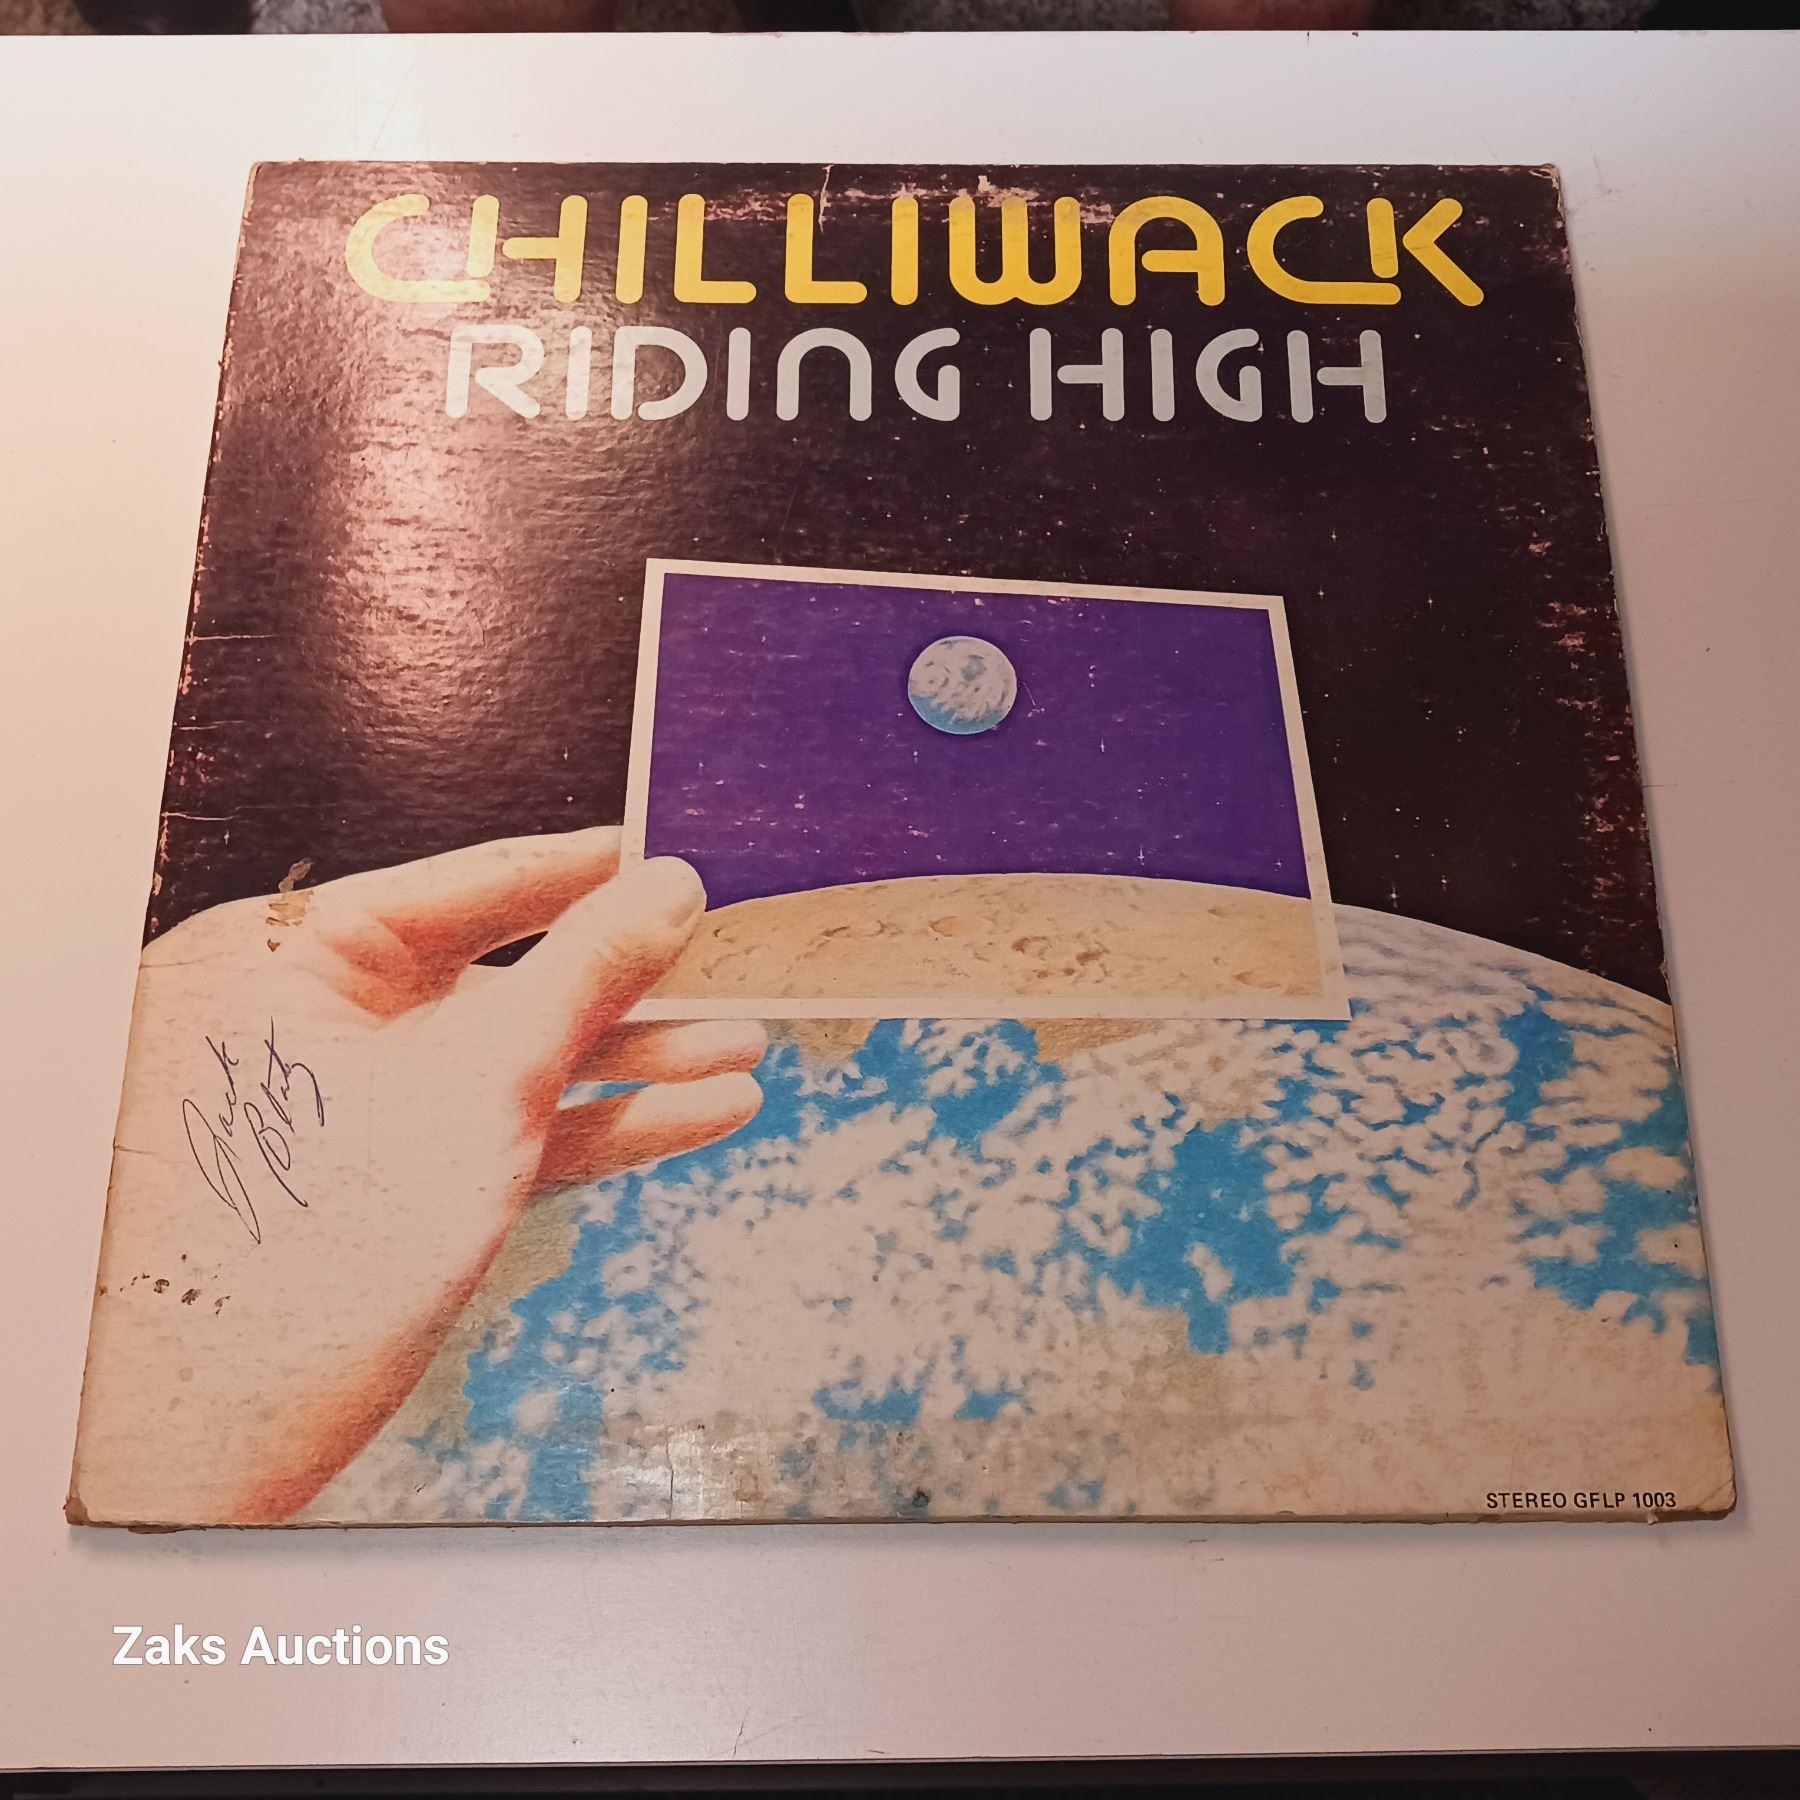 CHILLIWACK
RIDING HIGH
STEREO GFLP 1003
Zaks Auctions